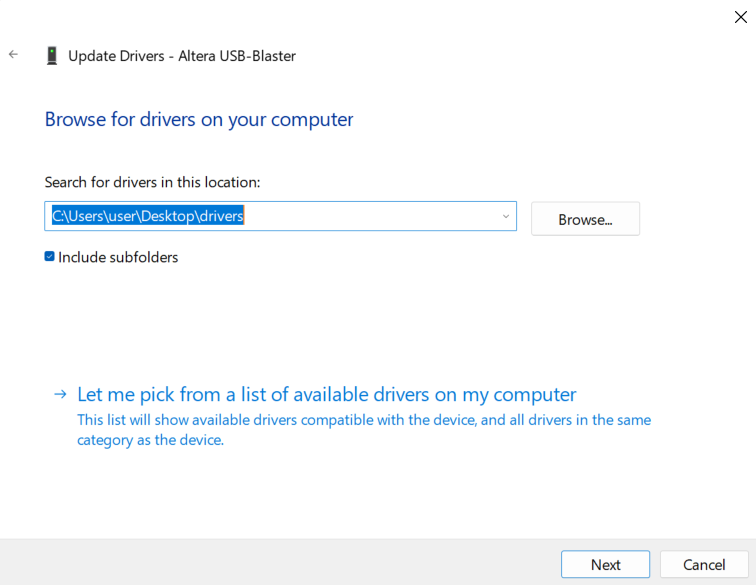 Update Drivers - Altera USB-Blaster
Browse for drivers on your computer
Search for drivers in this location:
C:\Users\user\Desktop\drivers
Browse...
Include subfolders
Let me pick from a list of available drivers on my computer
This list will show available drivers compatible with the device, and all drivers in the same
category as the device.
Next
Cancel